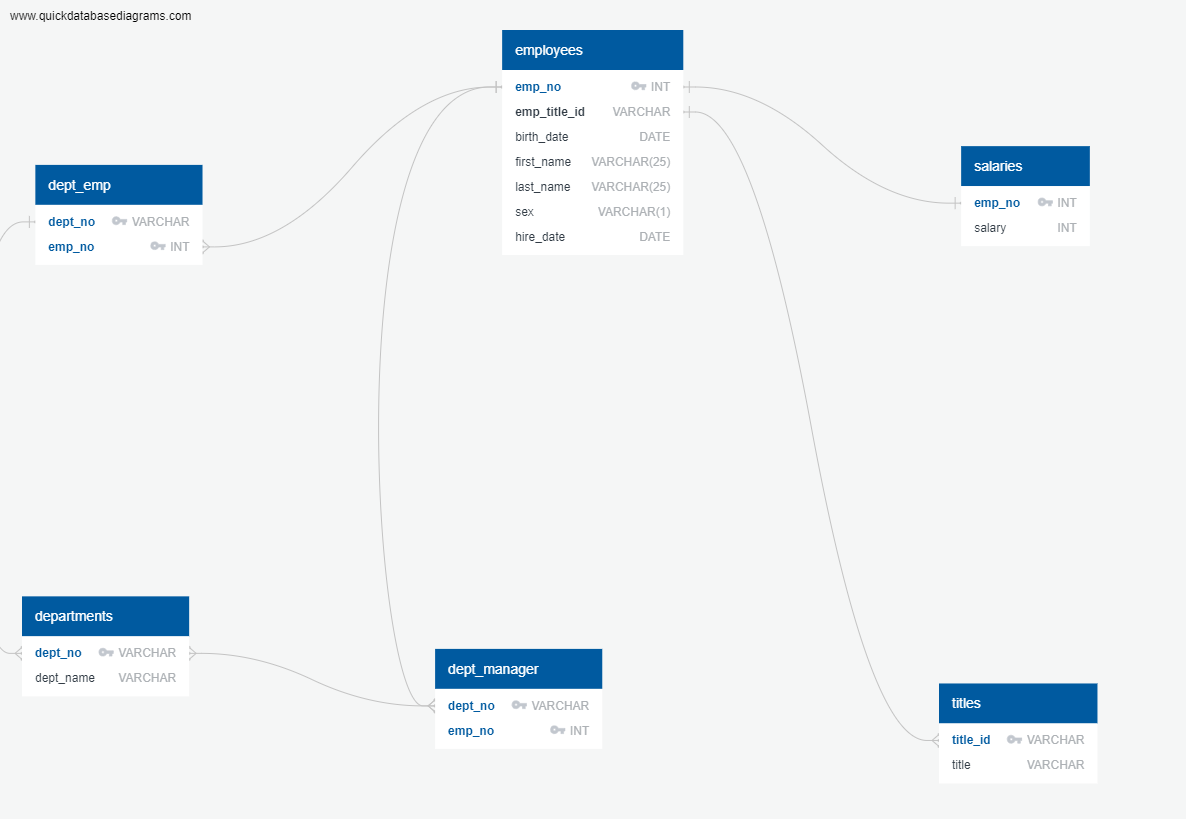 www.quickdatabasediagrams.com
employees
emp_no INT
emp_title_id VARCHAR
birth_date DATE
first_name VARCHAR(25)
last_name VARCHAR(25)
sex VARCHAR(1)
hire_date DATE
dept_emp
dept_no VARCHAR
emp_no INT
salaries
emp_no INT
salary INT
departments
dept_no VARCHAR
dept_name VARCHAR
dept_manager
dept_no VARCHAR
emp_no INT
titles
title_id VARCHAR
title VARCHAR